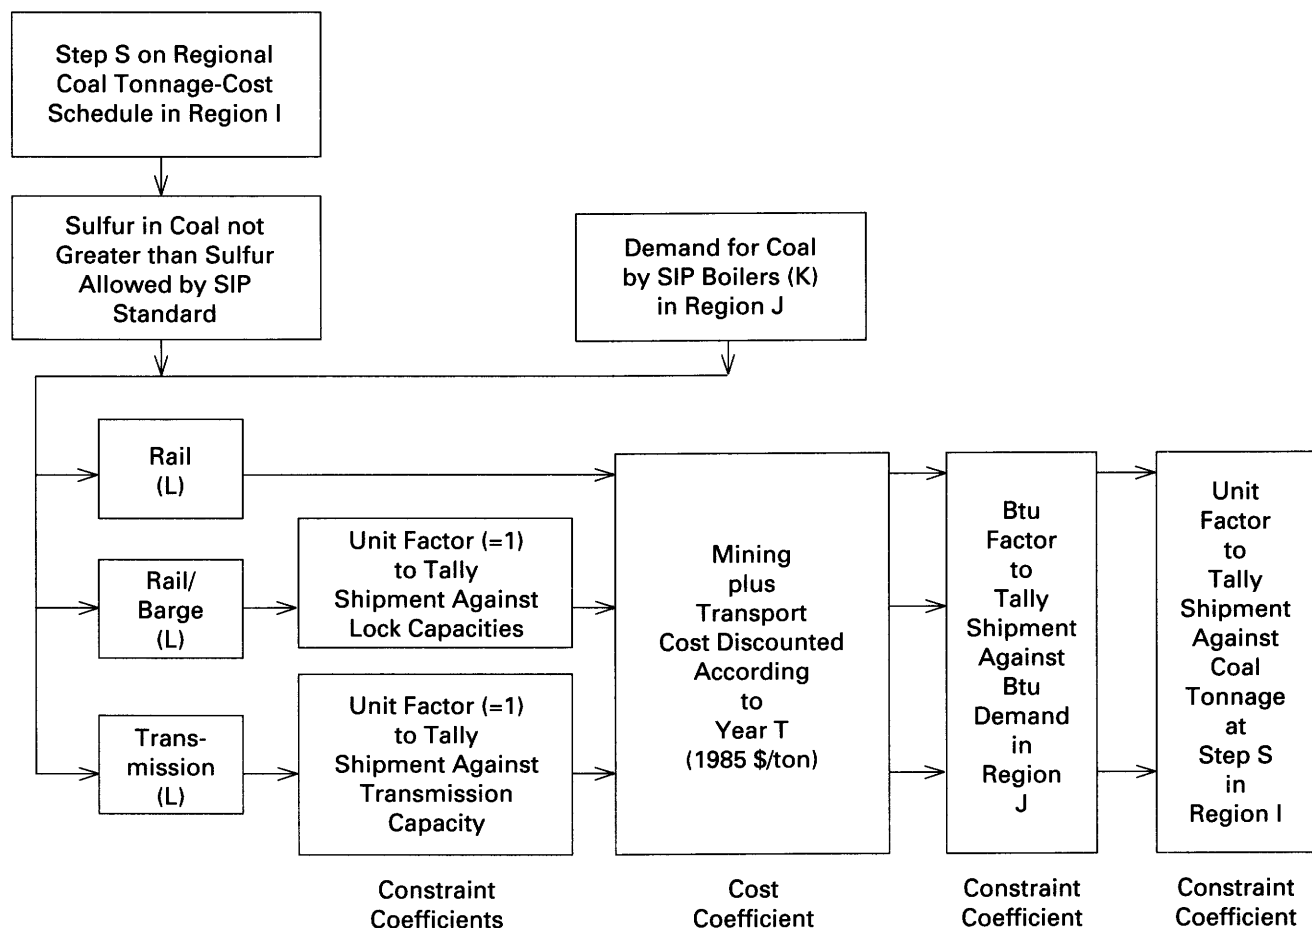 Step S on Regional
Coal Tonnage-Cost
Schedule in Region I
Sulfur in Coal not
Greater than Sulfur
Allowed by SIP
Standard
Demand for Coal
by SIP Boilers (K)
in Region J
Rail
(L)
Rail/
Barge
(L)
Trans-
mission
(L)
Unit Factor (=1)
to Tally
Shipment Against
Lock Capacities
Unit Factor (=1)
to Tally
Shipment Against
Transmission
Capacity
Mining
plus
Transport
Cost Discounted
According
to
Year T
(1985 $/ton)
Btu
Factor
to
Tally
Shipment
Against
Btu
Demand
in
Region
J
Unit
Factor
to
Tally
Shipment
Against
Coal
Tonnage
at
Step S
in
Region I
Constraint
Coefficients
Cost
Coefficient
Constraint
Coefficient
Constraint
Coefficient